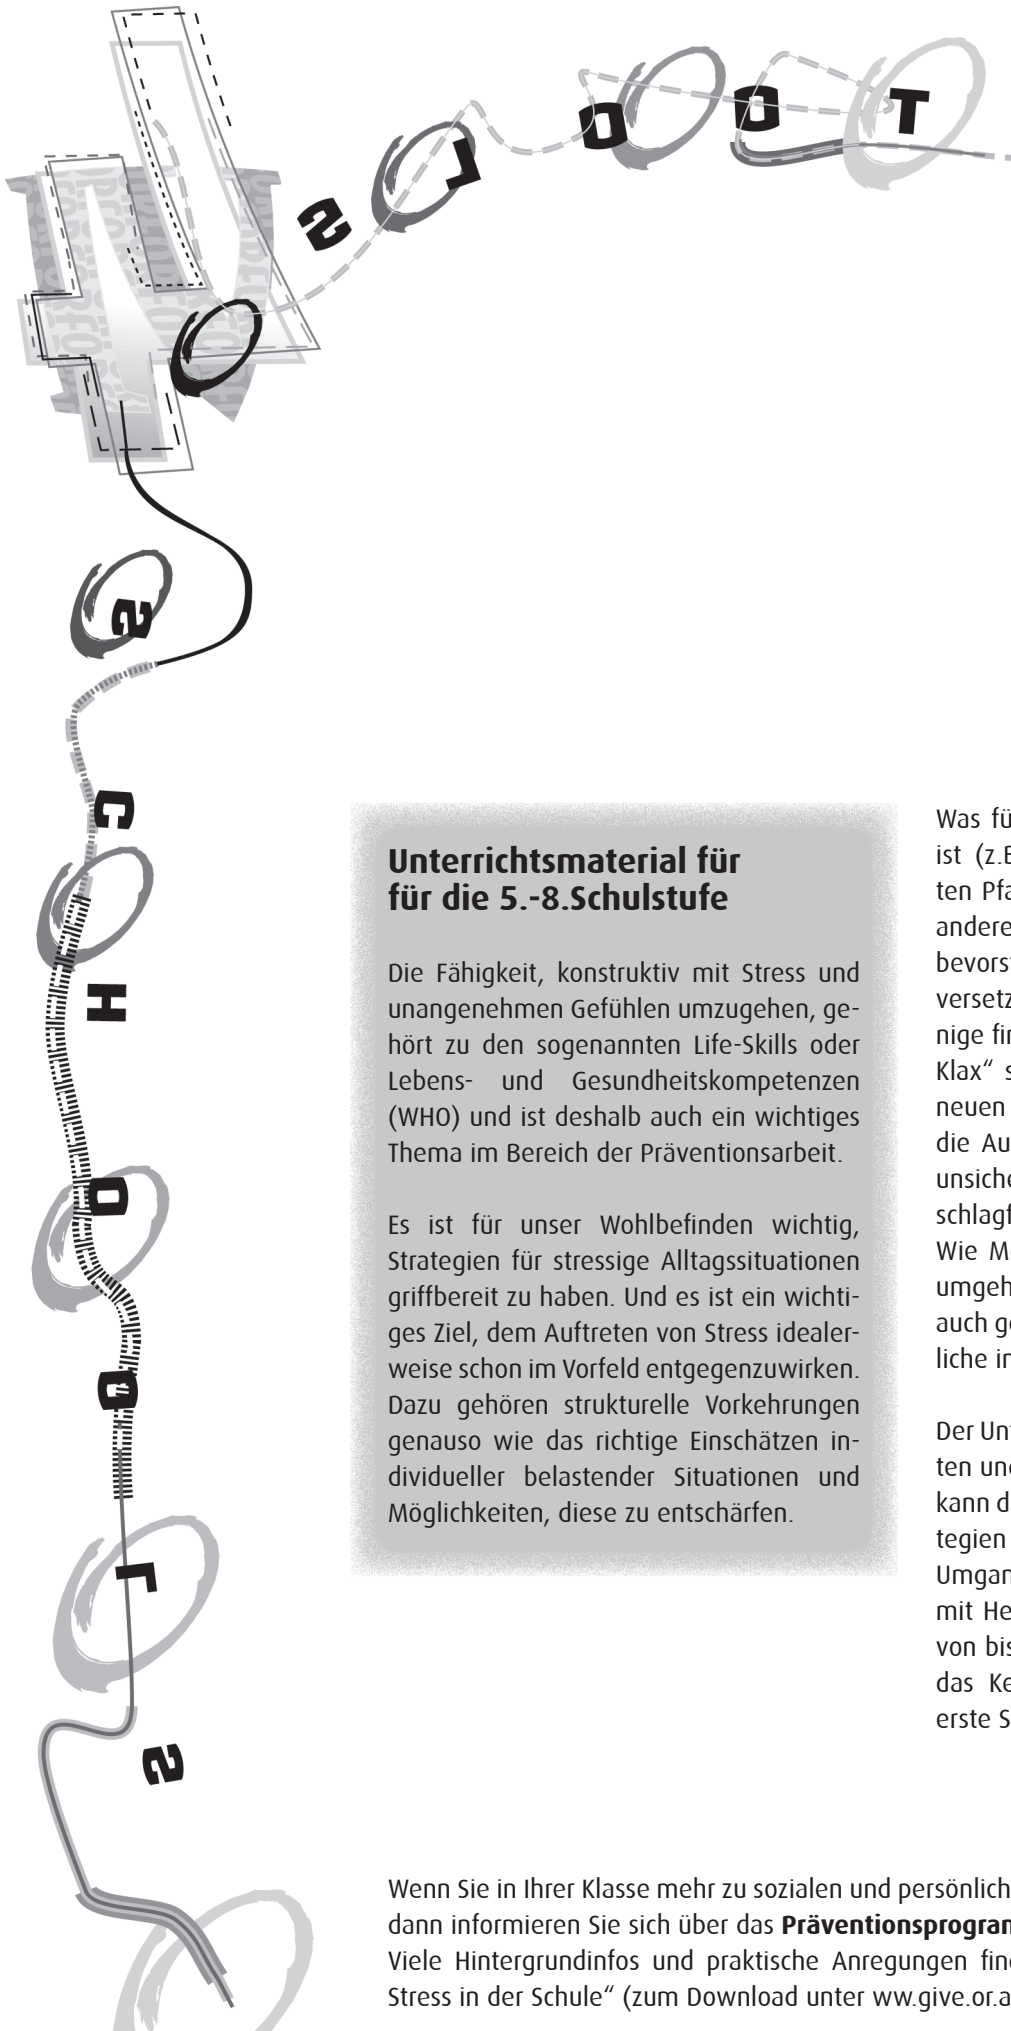 TOOLS
SCHOOLS
Unterrichtsmaterial für
für die 5.-8.Schulstufe
Die Fähigkeit, konstruktiv mit Stress und
unangenehmen Gefühlen umzugehen, ge-
hört zu den sogenannten Life-Skills oder
Lebens- und Gesundheitskompetenzen
(WHO) und ist deshalb auch ein wichtiges
Thema im Bereich der Präventionsarbeit.
Es ist für unser Wohlbefinden wichtig,
Strategien für stressige Alltagssituationen
griffbereit zu haben. Und es ist ein wichti-
ges Ziel, dem Auftreten von Stress idealer-
weise schon im Vorfeld entgegenzuwirken.
Dazu gehören strukturelle Vorkehrungen
genauso wie das richtige Einschätzen in-
dividueller belastender Situationen und
Möglichkeiten, diese zu entschärfen.
Was fü
ist (z.B
ten Pfa
andere
bevorst
versetz
nige fin
Klax“ s
neuen
die Au
unsiche
schlagf
Wie Me
umgeh
auch ge
liche in
Der Unt
ten und
kann d
tegien
Umgan
mit He
von bis
das Ke
erste S
Wenn Sie in Ihrer Klasse mehr zu sozialen und persönlich
dann informieren Sie sich über das Präventionsprogram
Viele Hintergrundinfos und praktische Anregungen find
Stress in der Schule“ (zum Download unter ww.give.or.a